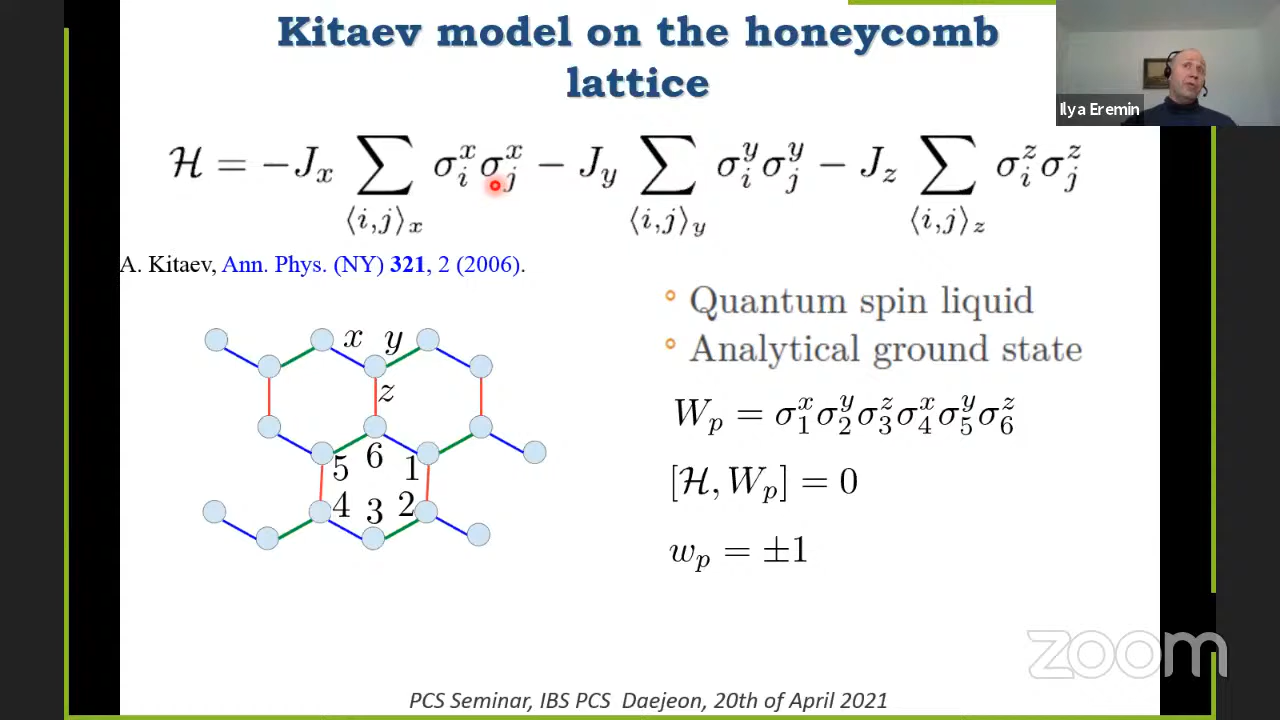 Kitaev model on the honeycomb
lattice
Ilya Eremin
ℋ = −J_x ∑_{⟨i,j⟩_x} σ_i^x σ_j^x − J_y ∑_{⟨i,j⟩_y} σ_i^y σ_j^y − J_z ∑_{⟨i,j⟩_z} σ_i^z σ_j^z
A. Kitaev, Ann. Phys. (NY) 321, 2 (2006).
° Quantum spin liquid
° Analytical ground state
x y
z
5 6 1
4 3 2
W_p = σ_1^x σ_2^y σ_3^z σ_4^x σ_5^y σ_6^z
[ℋ, W_p] = 0
w_p = ±1
zoom
PCS Seminar, IBS PCS Daejeon, 20th of April 2021